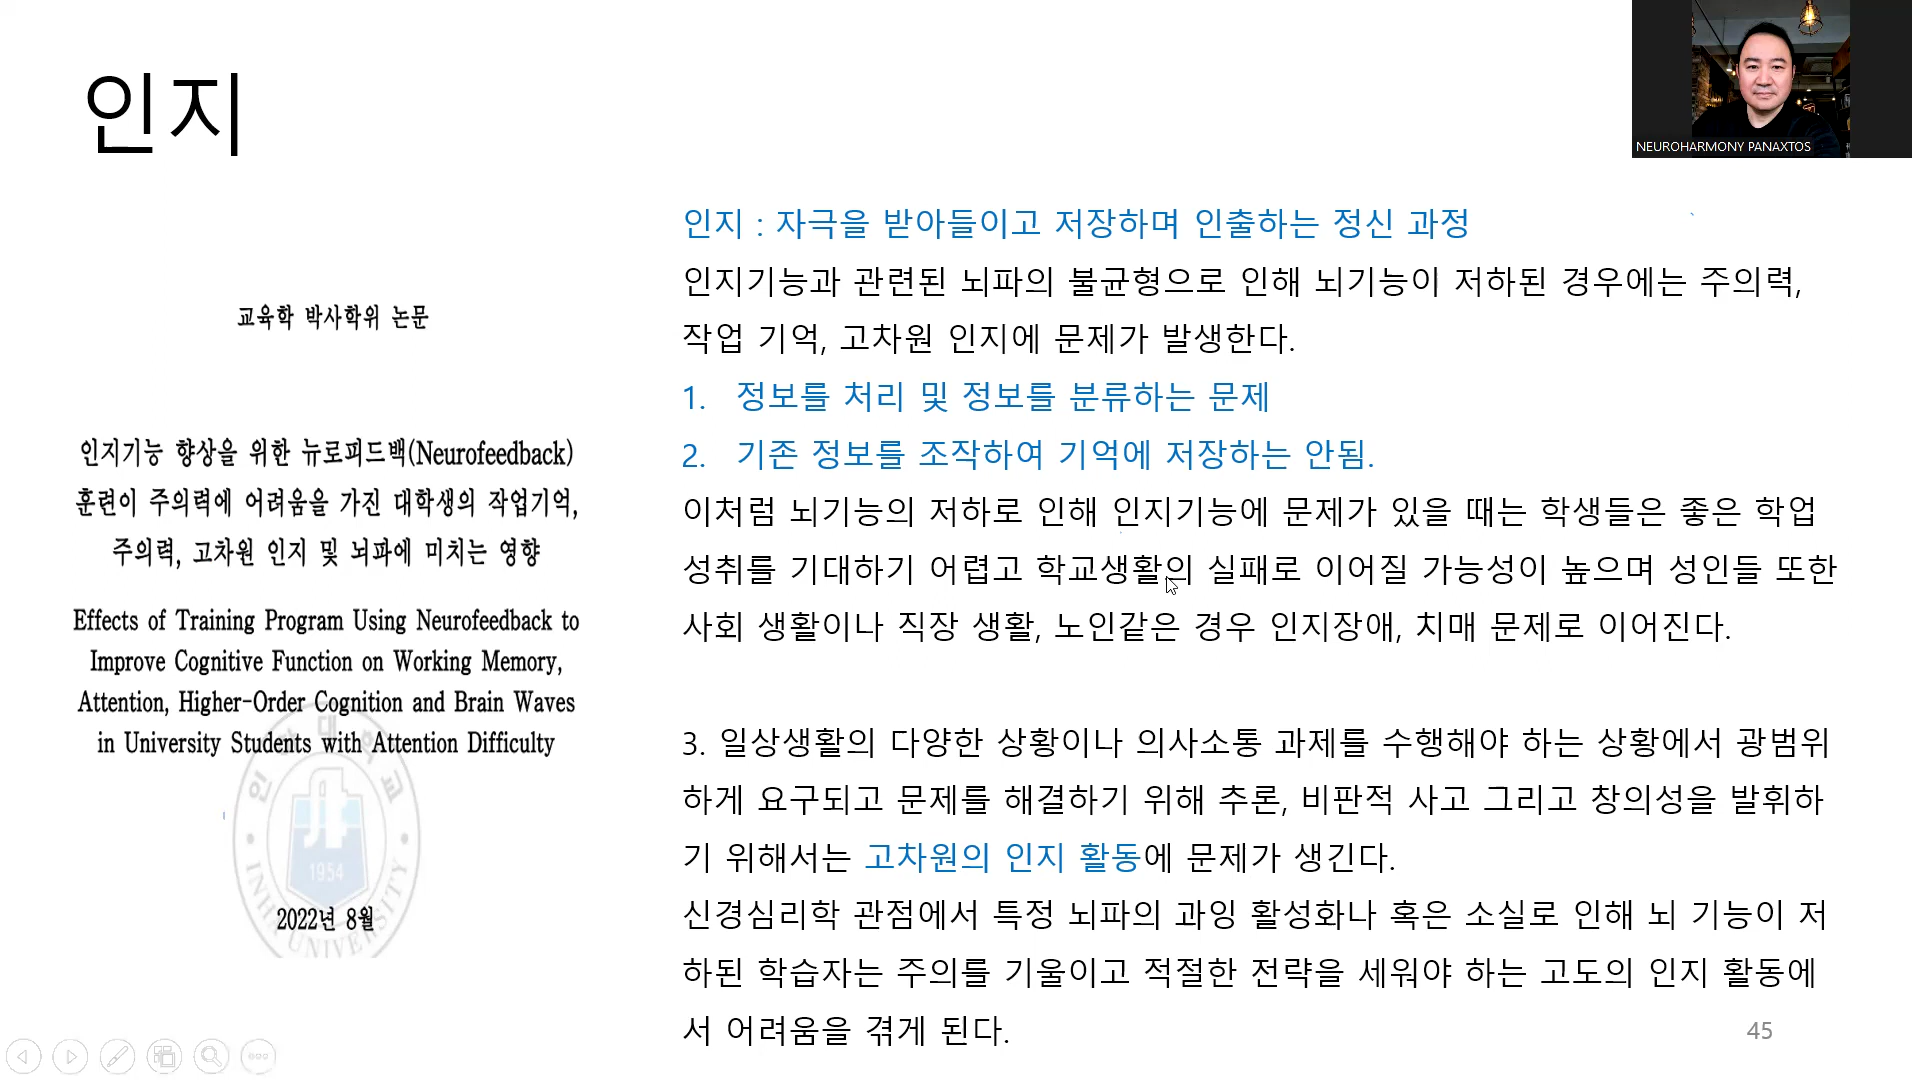 인지
NEUROHARMONY PANAXTOS
교육학 박사학위 논문
인지기능 향상을 위한 뉴로피드백(Neurofeedback)
훈련이 주의력에 어려움을 가진 대학생의 작업기억,
주의력, 고차원 인지 및 뇌파에 미치는 영향
Effects of Training Program Using Neurofeedback to
Improve Cognitive Function on Working Memory,
Attention, Higher-Order Cognition and Brain Waves
in University Students with Attention Difficulty
인하대학교
1954
INHA UNIVERSITY
2022년 8월
인지 : 자극을 받아들이고 저장하며 인출하는 정신 과정
인지기능과 관련된 뇌파의 불균형으로 인해 뇌기능이 저하된 경우에는 주의력,
작업 기억, 고차원 인지에 문제가 발생한다.
1. 정보를 처리 및 정보를 분류하는 문제
2. 기존 정보를 조작하여 기억에 저장하는 안됨.
이처럼 뇌기능의 저하로 인해 인지기능에 문제가 있을 때는 학생들은 좋은 학업
성취를 기대하기 어렵고 학교생활의 실패로 이어질 가능성이 높으며 성인들 또한
사회 생활이나 직장 생활, 노인같은 경우 인지장애, 치매 문제로 이어진다.
3. 일상생활의 다양한 상황이나 의사소통 과제를 수행해야 하는 상황에서 광범위
하게 요구되고 문제를 해결하기 위해 추론, 비판적 사고 그리고 창의성을 발휘하
기 위해서는 고차원의 인지 활동에 문제가 생긴다.
신경심리학 관점에서 특정 뇌파의 과잉 활성화나 혹은 소실로 인해 뇌 기능이 저
하된 학습자는 주의를 기울이고 적절한 전략을 세워야 하는 고도의 인지 활동에
서 어려움을 겪게 된다.
45